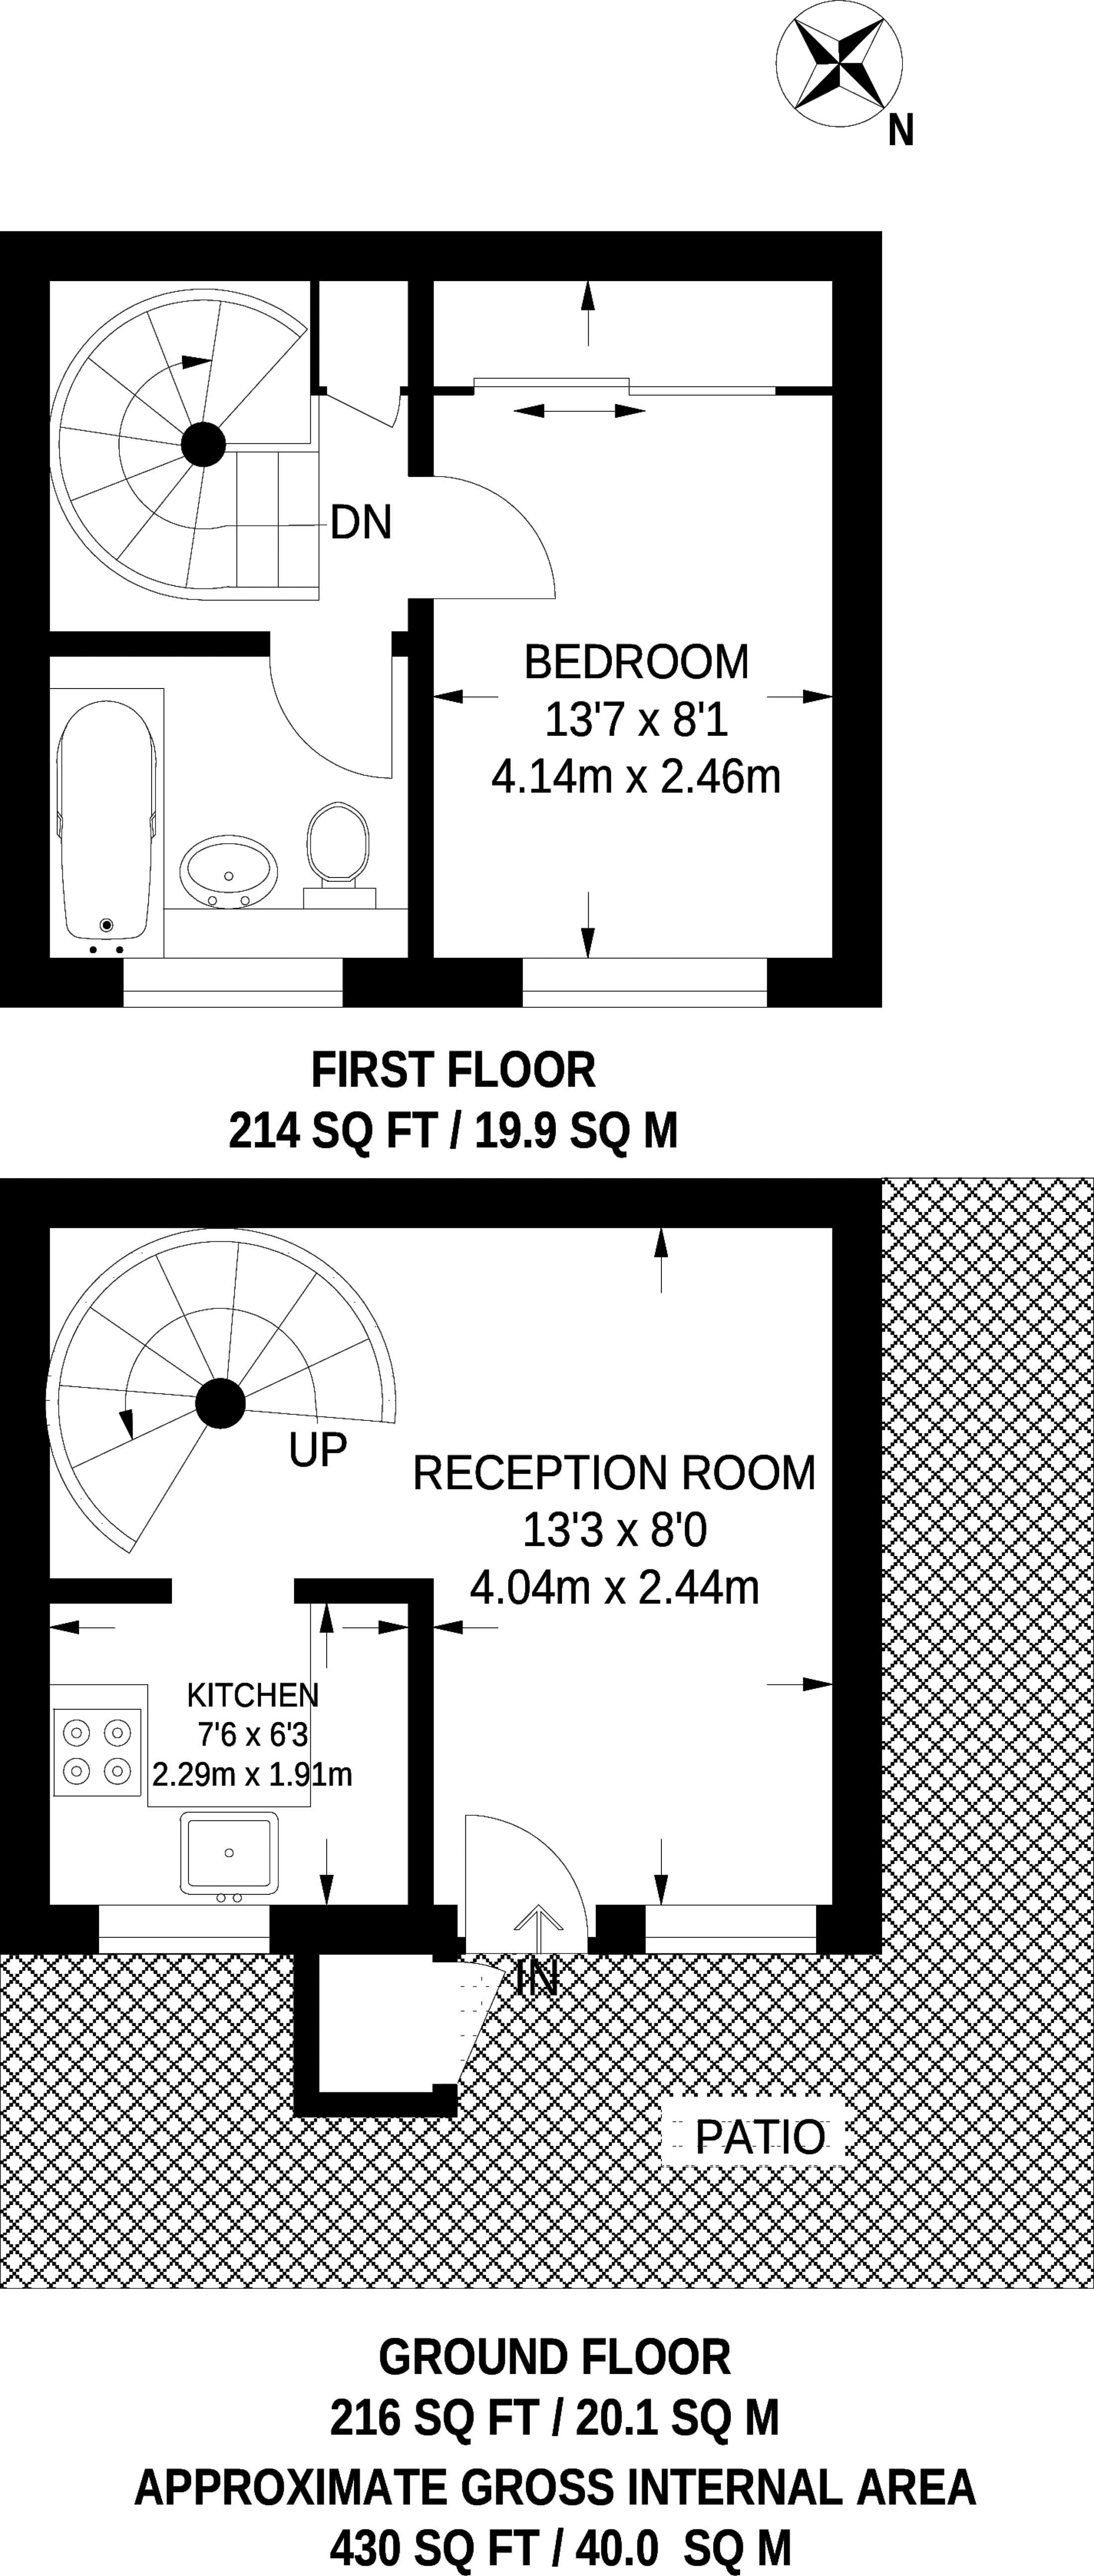 N
DN
BEDROOM
13'7 x 8'1
4.14m x 2.46m
FIRST FLOOR
214 SQ FT / 19.9 SQ M
UP
RECEPTION ROOM
13'3 x 8'0
4.04m x 2.44m
KITCHEN
7'6 x 6'3
2.29m x 1.91m
IN
PATIO
GROUND FLOOR
216 SQ FT / 20.1 SQ M
APPROXIMATE GROSS INTERNAL AREA
430 SQ FT / 40.0 SQ M